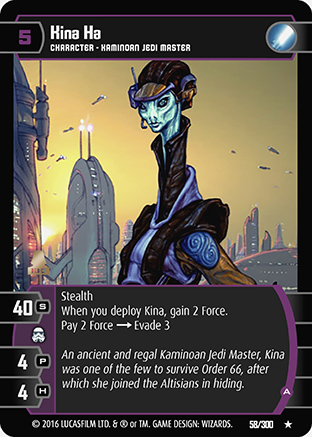 5
Kina Ha
CHARACTER - KAMINOAN JEDI MASTER
40 S
Stealth
When you deploy Kina, gain 2 Force.
Pay 2 Force → Evade 3
4 P
An ancient and regal Kaminoan Jedi Master, Kina
was one of the few to survive Order 66, after
4 H
which she joined the Altisians in hiding.
A
© 2016 LUCASFILM LTD. & ® or TM. GAME DESIGN: WIZARDS.
58/300 ★